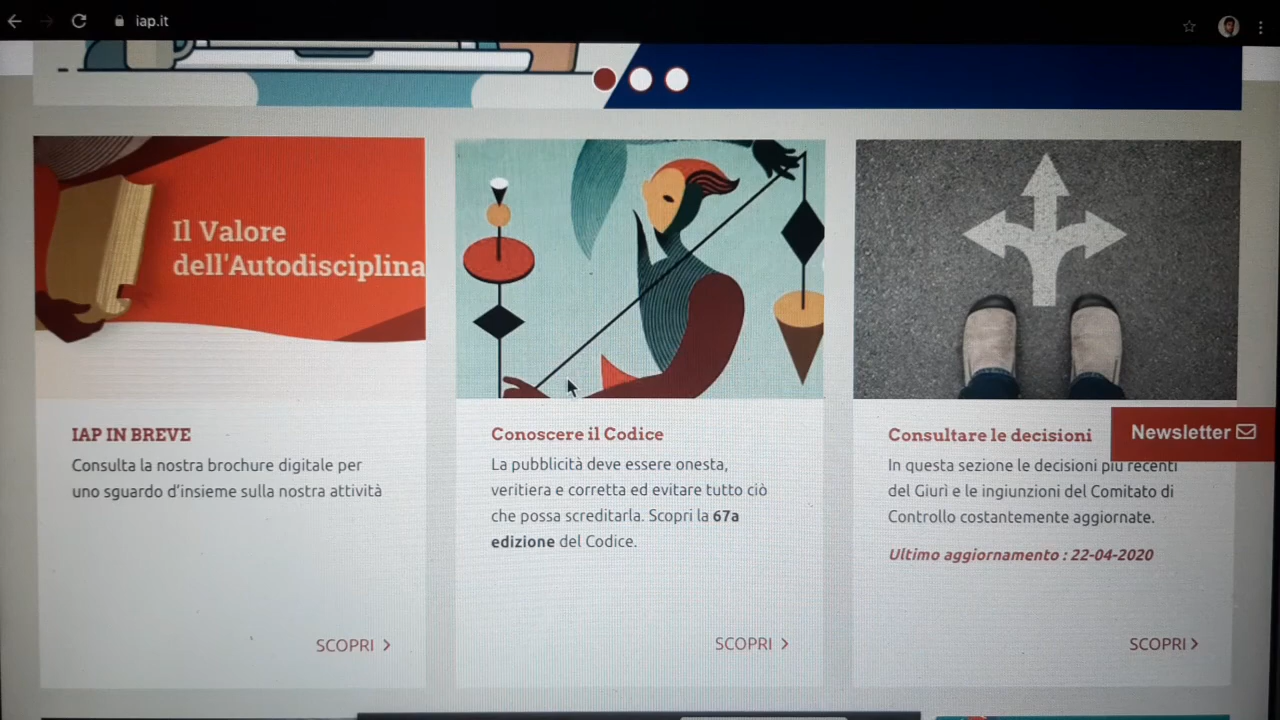 iap.it
Il Valore
dell'Autodisciplina
IAP IN BREVE
Consulta la nostra brochure digitale per
uno sguardo d'insieme sulla nostra attività
SCOPRI
Conoscere il Codice
La pubblicità deve essere onesta,
veritiera e corretta ed evitare tutto ciò
che possa screditarla. Scopri la 67a
edizione del Codice.
SCOPRI
Consultare le decisioni
In questa sezione le decisioni più recenti
del Giurì e le ingiunzioni del Comitato di
Controllo costantemente aggiornate.
Ultimo aggiornamento : 22-04-2020
SCOPRI
Newsletter